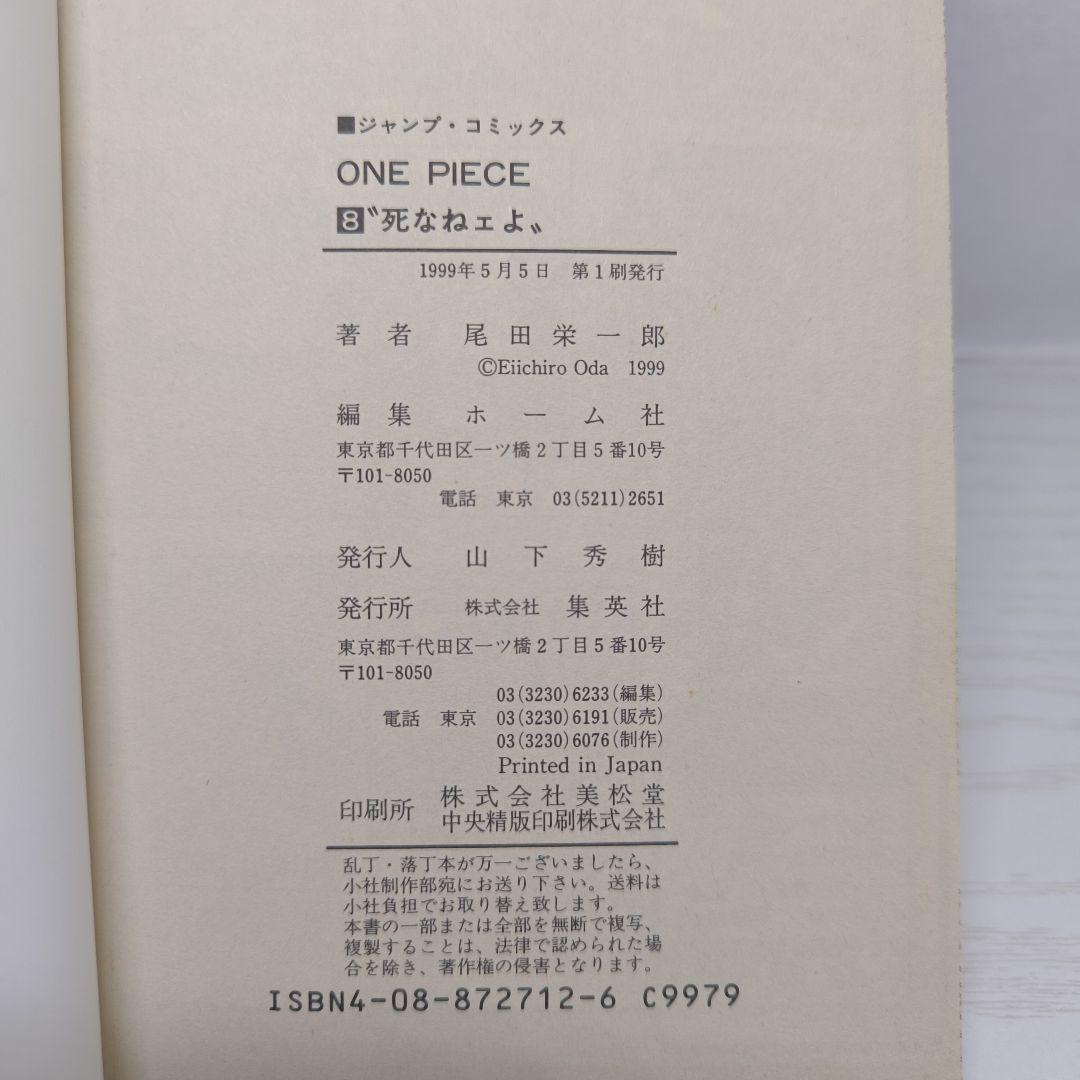 ■ジャンプ・コミックス
ONE PIECE
8〝死なねェよ〟
1999年5月5日 第1刷発行
著者 尾田栄一郎
©Eiichiro Oda 1999
編集 ホーム社
東京都千代田区一ツ橋2丁目5番10号
〒101-8050
電話 東京 03(5211)2651
発行人 山下秀樹
発行所 株式会社 集英社
東京都千代田区一ツ橋2丁目5番10号
〒101-8050
03(3230)6233(編集)
電話 東京 03(3230)6191(販売)
03(3230)6076(制作)
Printed in Japan
印刷所 株式会社美松堂
中央精版印刷株式会社
乱丁・落丁本が万一ございましたら、
小社制作部宛にお送り下さい。送料は
小社負担でお取り替え致します。
本書の一部または全部を無断で複写、
複製することは、法律で認められた場
合を除き、著作権の侵害となります。
ISBN4-08-872712-6 C9979